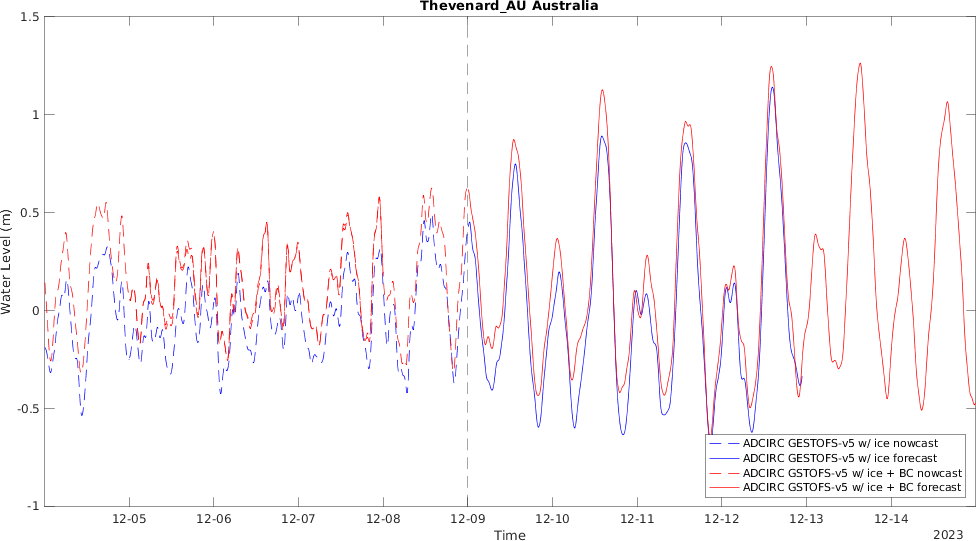 Thevenard_AU Australia
1.5
1
0.5
0
-0.5
-1
Water Level (m)
12-05
12-06
12-07
12-08
12-09
12-10
12-11
12-12
12-13
12-14
Time
2023
ADCIRC GESTOFS-v5 w/ ice nowcast
ADCIRC GESTOFS-v5 w/ ice forecast
ADCIRC GSTOFS-v5 w/ ice + BC nowcast
ADCIRC GSTOFS-v5 w/ ice + BC forecast